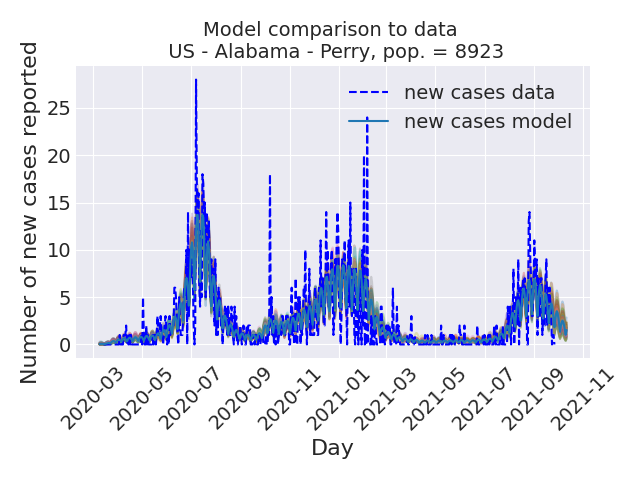 Model comparison to data
US - Alabama - Perry, pop. = 8923
Number of new cases reported
25
20
15
10
5
0
new cases data
new cases model
2020-03
2020-05
2020-07
2020-09
2020-11
2021-01
2021-03
2021-05
2021-07
2021-09
2021-11
Day